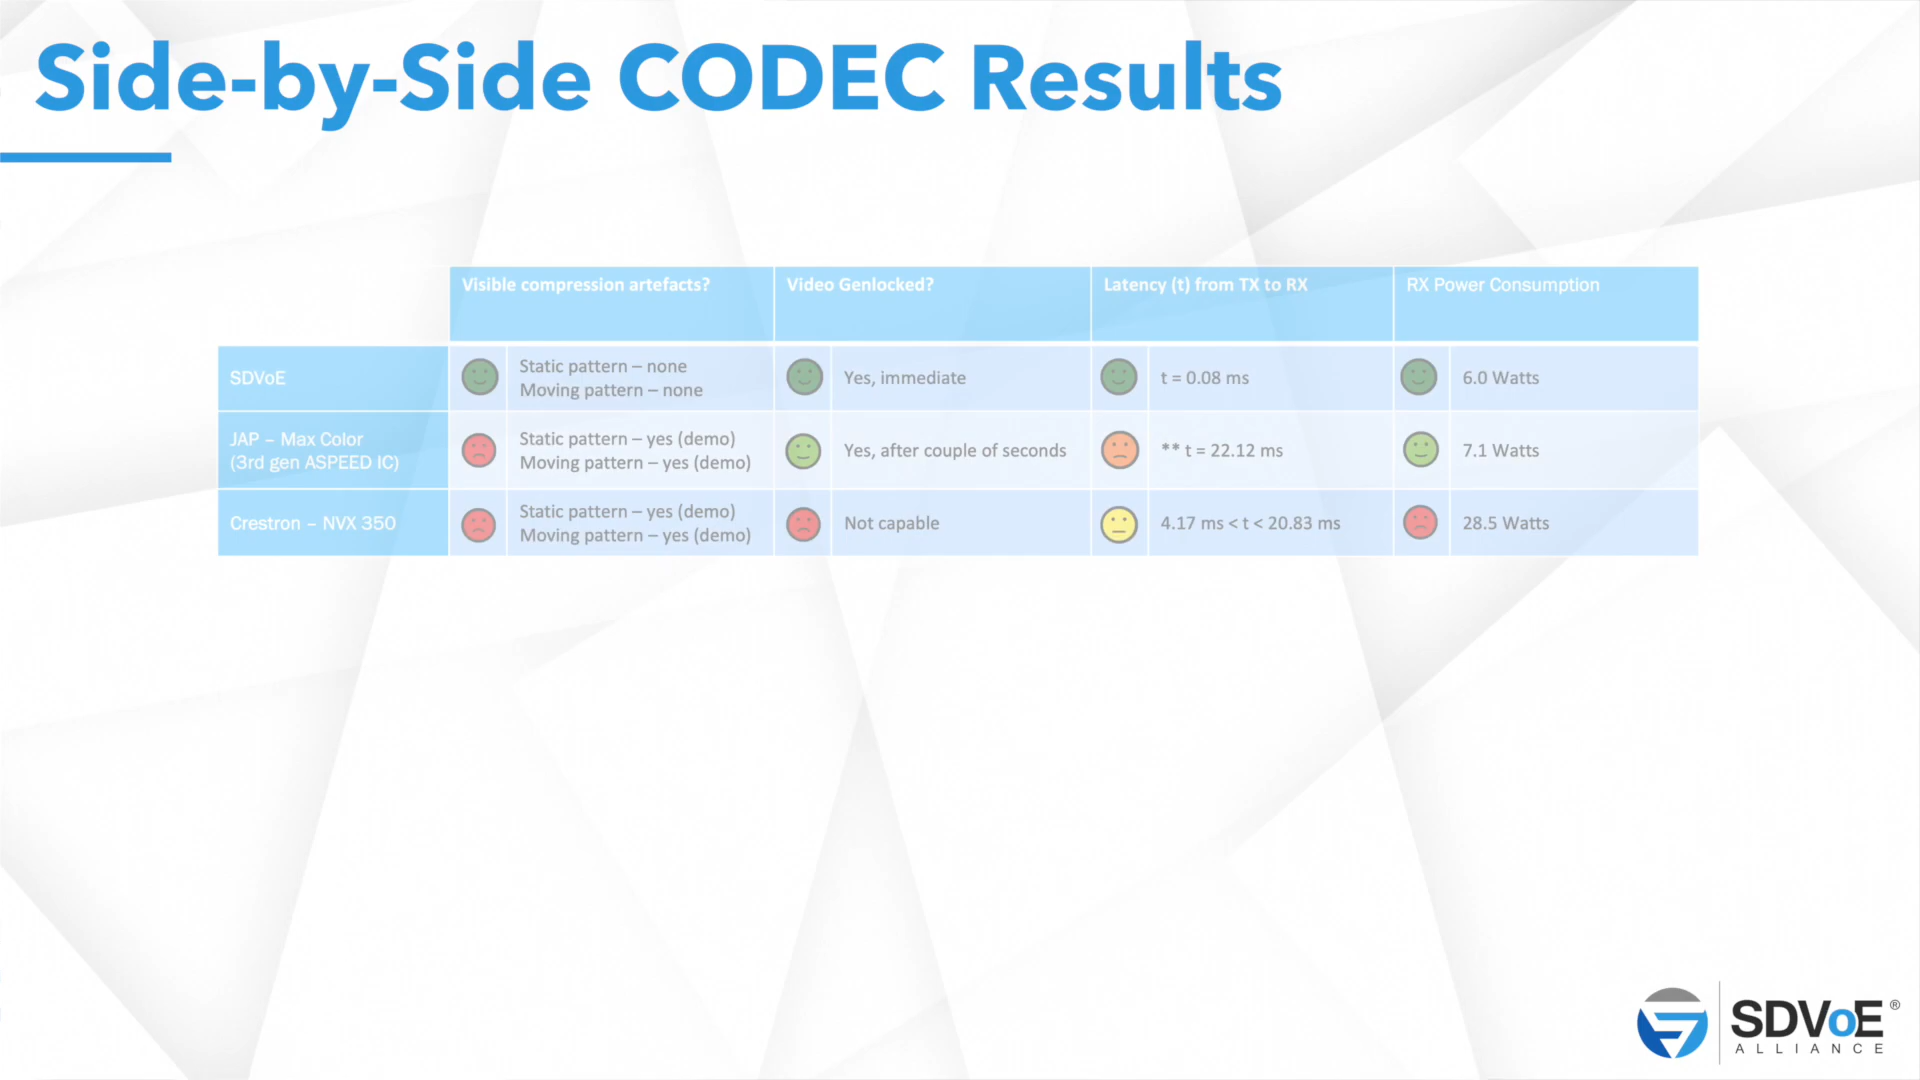 Side-by-Side CODEC Results
Visible compression artefacts?
Video Genlocked?
Latency (t) from TX to RX
RX Power Consumption
SDVoE
Static pattern – none
Moving pattern – none
Yes, immediate
t = 0.08 ms
6.0 Watts
JAP – Max Color
(3rd gen ASPEED IC)
Static pattern – yes (demo)
Moving pattern – yes (demo)
Yes, after couple of seconds
** t = 22.12 ms
7.1 Watts
Crestron – NVX 350
Static pattern – yes (demo)
Moving pattern – yes (demo)
Not capable
4.17 ms < t < 20.83 ms
28.5 Watts
SDVoE ®
ALLIANCE